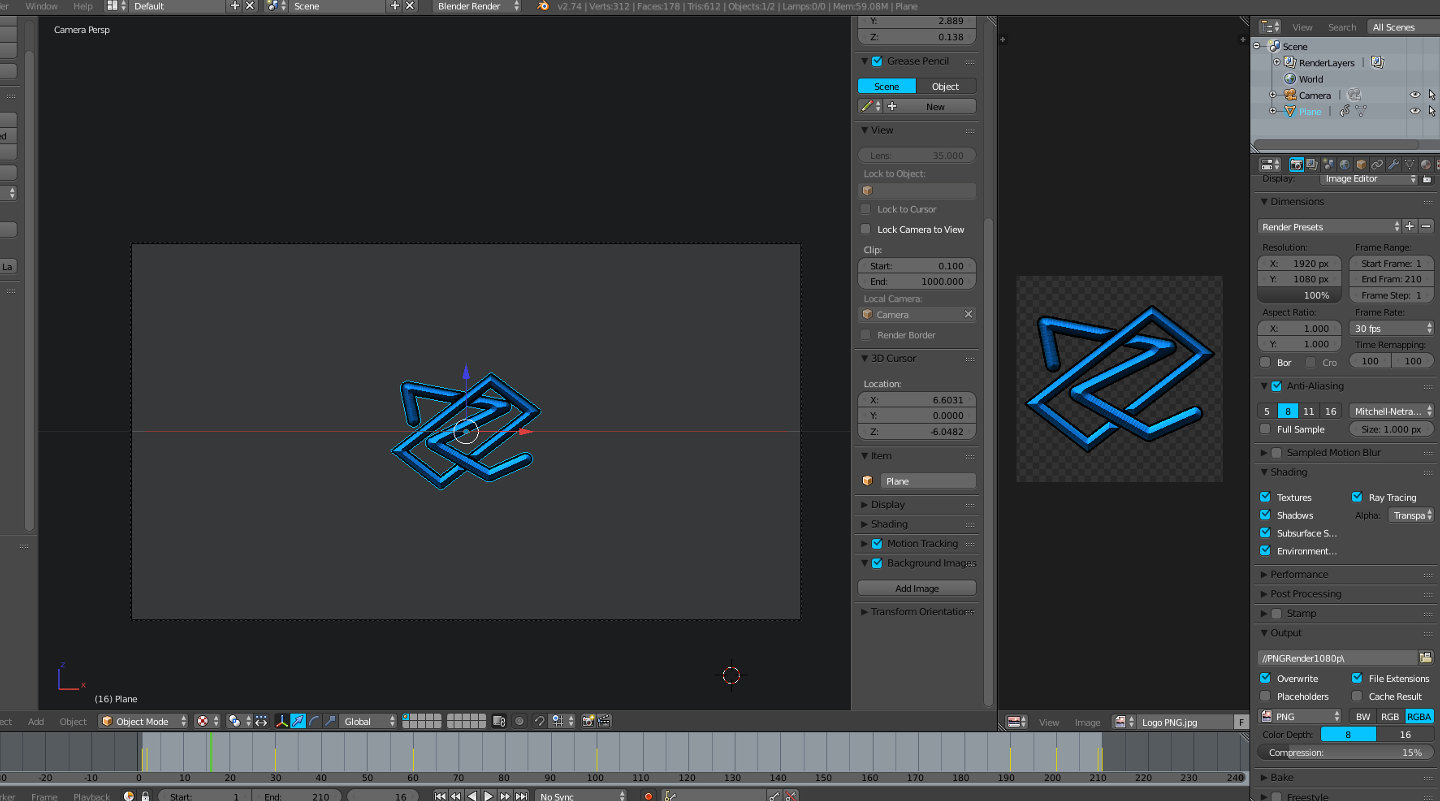 Window Help Default Scene Blender Render v2.74 | Verts:312 | Faces:178 | Tris:612 | Objects:1/2 | Lamps:0/0 | Mem:59.08M | Plane
Camera Persp
ed
La
(16) Plane
z
x
Y: 2.889
Z: 0.138
Grease Pencil
Scene Object
New
View
Lens: 35.000
Lock to Object:
Lock to Cursor
Lock Camera to View
Clip:
Start: 0.100
End: 1000.000
Local Camera:
Camera
Render Border
3D Cursor
Location:
X: 6.6031
Y: 0.0000
Z: -6.0482
Item
Plane
Display
Shading
Motion Tracking
Background Images
Add Image
Transform Orientations
View Search All Scenes
Scene
RenderLayers |
World
Camera |
Plane |
Display: Image Editor
Dimensions
Render Presets
Resolution: Frame Range:
X: 1920 px Start Frame: 1
Y: 1080 px End Fram: 210
100% Frame Step: 1
Aspect Ratio: Frame Rate:
X: 1.000 30 fps
Y: 1.000 Time Remapping:
Bor Cro 100 100
Anti-Aliasing
5 8 11 16 Mitchell-Netra...
Full Sample Size: 1.000 px
Sampled Motion Blur
Shading
Textures Ray Tracing
Shadows Alpha: Transpa
Subsurface S...
Environment...
Performance
Post Processing
Stamp
Output
//PNGRender1080p\
Overwrite File Extensions
Placeholders Cache Result
PNG BW RGB RGBA
Color Depth: 8 16
Compression: 15%
Bake
Freestyle
ect Add Object Object Mode Global
View Image Logo PNG.jpg F
-20 -10 0 10 20 30 40 50 60 70 80 90 100 110 120 130 140 150 160 170 180 190 200 210 220 230 240
rker Frame Playback Start: 1 End: 210 16 No Sync